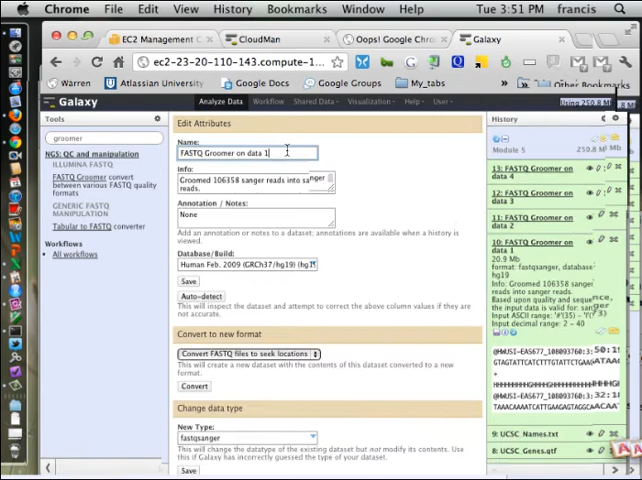 Chrome File Edit View History Bookmarks Window Help Tue 3:51 PM francis
EC2 Management C
CloudMan
Oops! Google Chro
Galaxy
ec2-23-20-110-143.compute-1...
Warren Atlassian University Google Docs Google Groups My_tabs Other Bookmarks
Galaxy Analyze Data Workflow Shared Data Visualization Help User Using 250.8 M
Tools
groomer
NGS: QC and manipulation
ILLUMINA FASTQ
FASTQ Groomer convert
between various FASTQ quality
formats
GENERIC FASTQ
MANIPULATION
Tabular to FASTQ converter
Workflows
All workflows
Edit Attributes
Name:
FASTQ Groomer on data 1
Info:
Groomed 106358 sanger reads into sanger
reads.
Annotation / Notes:
None
Add an annotation or notes to a dataset; annotations are available when a history is
viewed.
Database/Build:
Human Feb. 2009 (GRCh37/hg19) (hg1
Save
Auto-detect
This will inspect the dataset and attempt to correct the above column values if they are
not accurate.
Convert to new format
Convert FASTQ files to seek locations
This will create a new dataset with the contents of this dataset converted to a new
format.
Convert
Change data type
New Type:
fastqsanger
This will change the datatype of the existing dataset but not modify its contents. Use
this if Galaxy has incorrectly guessed the type of your dataset.
Save
History
Module 5 250.8 M
13: FASTQ Groomer on
data 4
12: FASTQ Groomer on
data 3
11: FASTQ Groomer on
data 2
10: FASTQ Groomer on
data 1
20.9 Mb
format: fastqsanger, database:
hg19
Info: Groomed 106358 sanger
reads into sanger reads.
Based upon quality and
the input data is valid for:
Input ASCII range: '#'(35) -
Input decimal range: 2 - 40
9: UCSC_Names.txt
8: UCSC_Genes.gtf